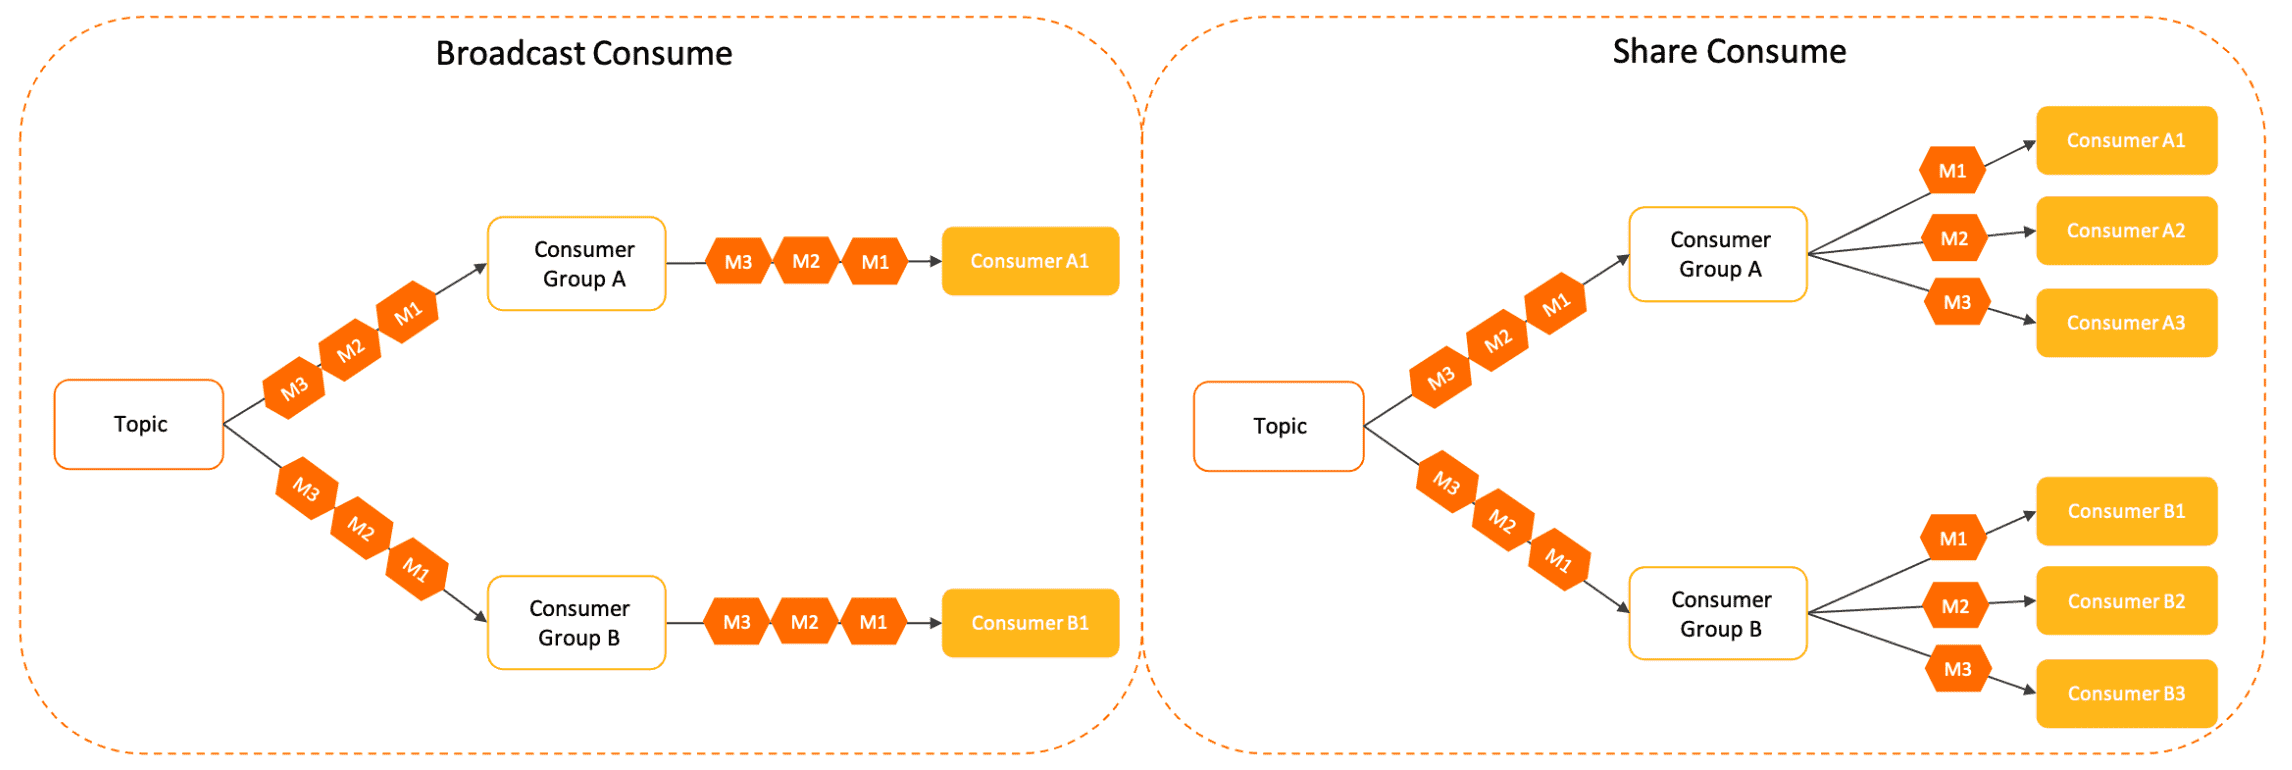 Broadcast Consume
Topic
M3
M2
M1
Consumer
Group A
M3
M2
M1
Consumer A1
M3
M2
M1
Consumer
Group B
M3
M2
M1
Consumer B1
Share Consume
Topic
M3
M2
M1
Consumer
Group A
M1
Consumer A1
M2
Consumer A2
M3
Consumer A3
M3
M2
M1
Consumer
Group B
M1
Consumer B1
M2
Consumer B2
M3
Consumer B3